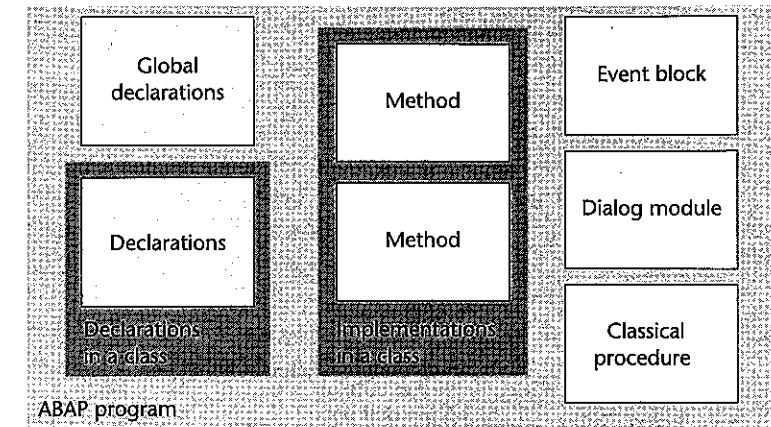 Global
declarations
Declarations
Declarations
in a class
Method
Method
Implementations
in a class
Event block
Dialog module
Classical
procedure
ABAP program